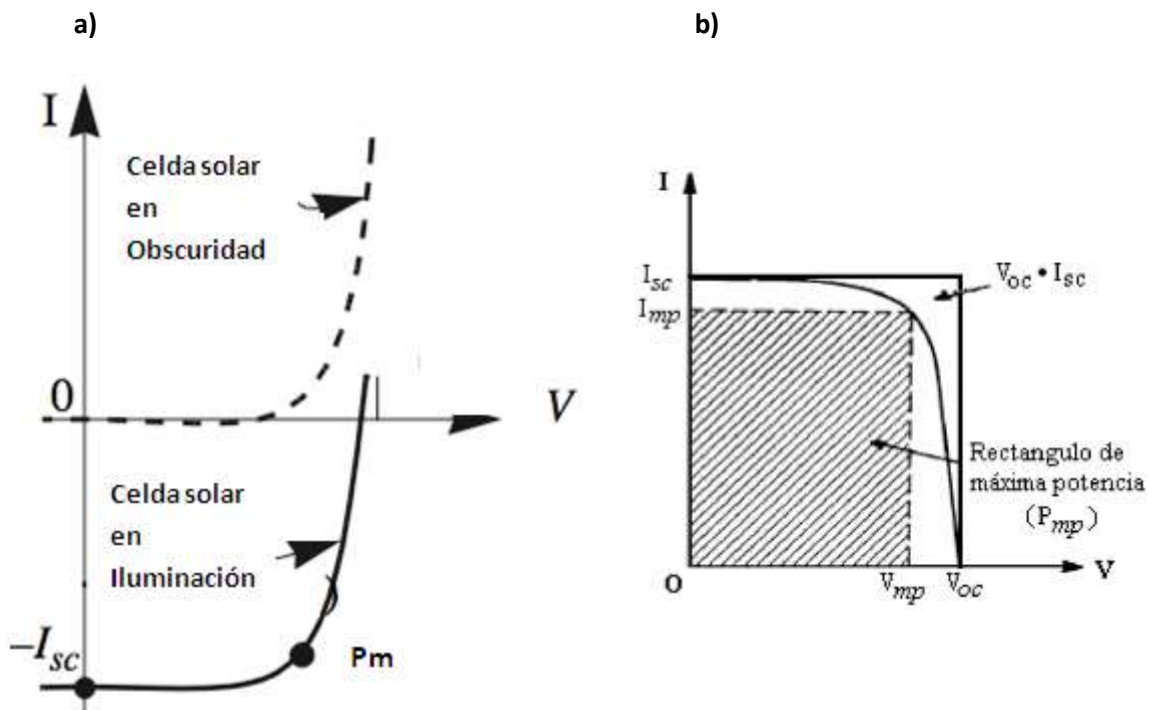 a)
b)
I
Celda solar
en
Obscuridad
0
V
Celda solar
en
Iluminación
−Isc
Pm
I
Isc
Imp
Voc • Isc
Rectangulo de
máxima potencia
(Pmp)
O
Vmp
Voc
V